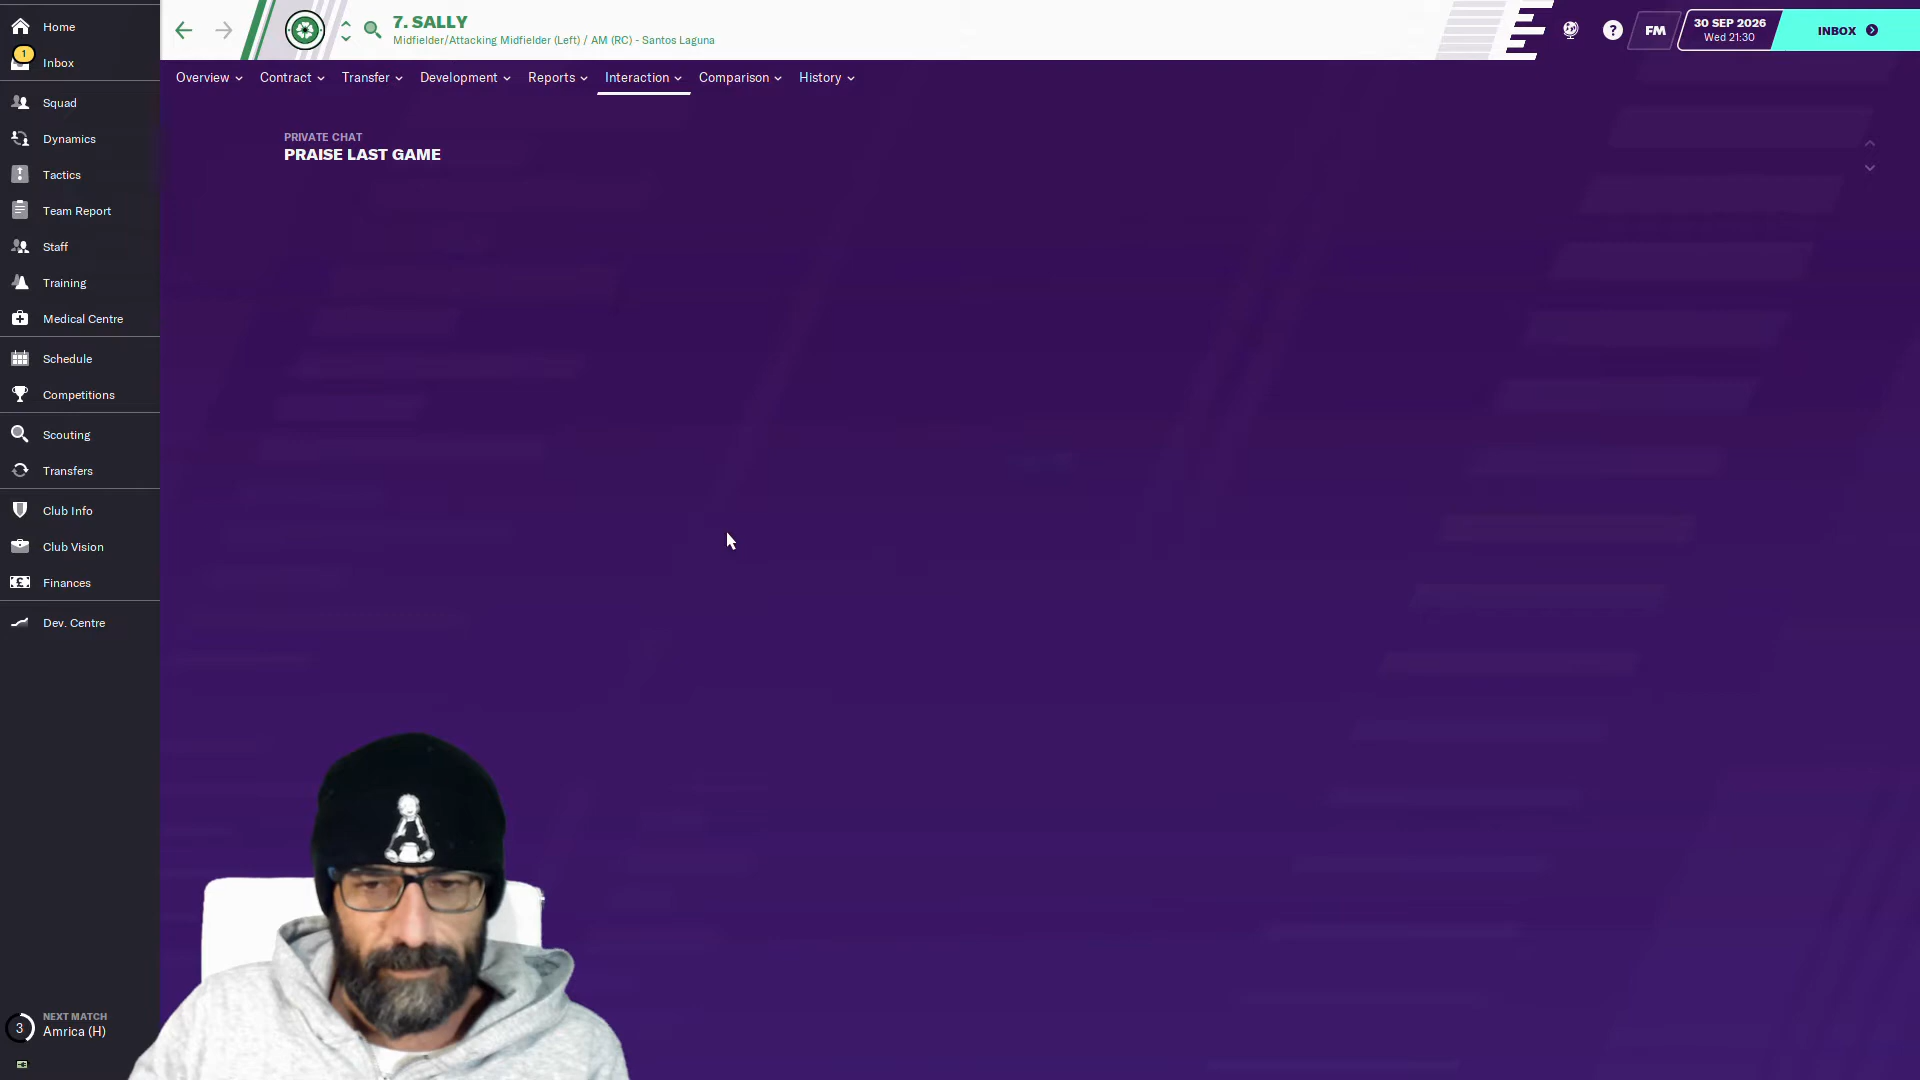 Home
1
Inbox
Squad
Dynamics
Tactics
Team Report
Staff
Training
Medical Centre
Schedule
Competitions
Scouting
Transfers
Club Info
Club Vision
Finances
Dev. Centre
3
NEXT MATCH
Amrica (H)
7. SALLY
Midfielder/Attacking Midfielder (Left) / AM (RC) - Santos Laguna
?
FM
30 SEP 2026
Wed 21:30
INBOX
Overview
Contract
Transfer
Development
Reports
Interaction
Comparison
History
PRIVATE CHAT
PRAISE LAST GAME